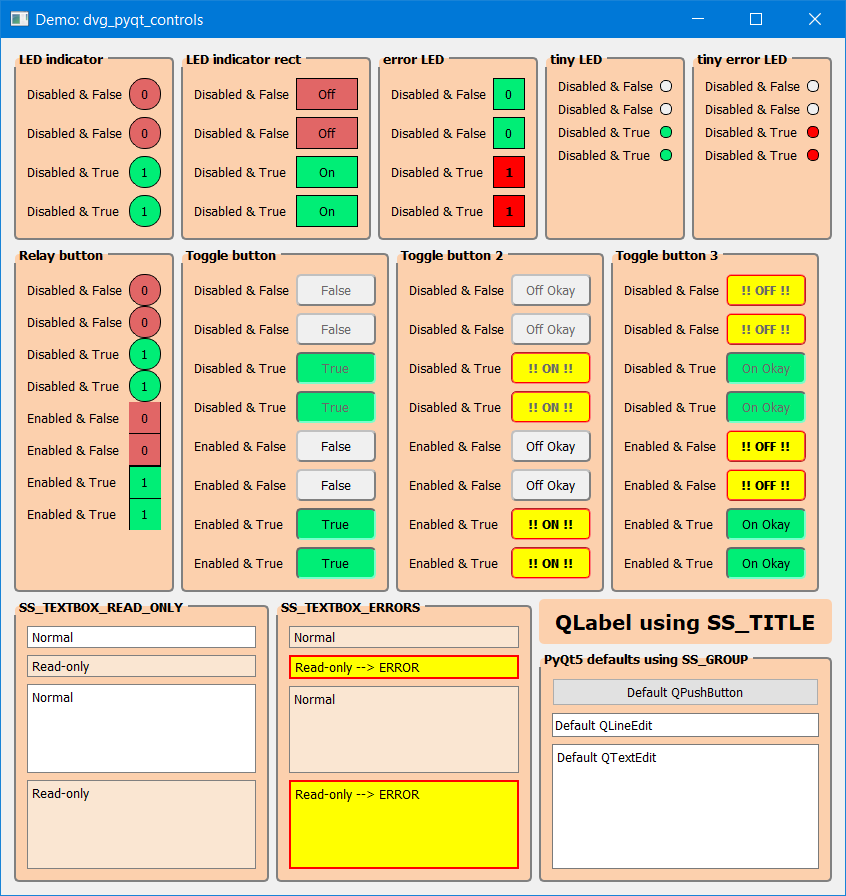 Demo: dvg_pyqt_controls
LED indicator
Disabled & False 0
Disabled & False 0
Disabled & True 1
Disabled & True 1
LED indicator rect
Disabled & False Off
Disabled & False Off
Disabled & True On
Disabled & True On
error LED
Disabled & False 0
Disabled & False 0
Disabled & True 1
Disabled & True 1
tiny LED
Disabled & False
Disabled & False
Disabled & True
Disabled & True
tiny error LED
Disabled & False
Disabled & False
Disabled & True
Disabled & True
Relay button
Disabled & False 0
Disabled & False 0
Disabled & True 1
Disabled & True 1
Enabled & False 0
Enabled & False 0
Enabled & True 1
Enabled & True 1
Toggle button
Disabled & False False
Disabled & False False
Disabled & True True
Disabled & True True
Enabled & False False
Enabled & False False
Enabled & True True
Enabled & True True
Toggle button 2
Disabled & False Off Okay
Disabled & False Off Okay
Disabled & True !! ON !!
Disabled & True !! ON !!
Enabled & False Off Okay
Enabled & False Off Okay
Enabled & True !! ON !!
Enabled & True !! ON !!
Toggle button 3
Disabled & False !! OFF !!
Disabled & False !! OFF !!
Disabled & True On Okay
Disabled & True On Okay
Enabled & False !! OFF !!
Enabled & False !! OFF !!
Enabled & True On Okay
Enabled & True On Okay
SS_TEXTBOX_READ_ONLY
Normal
Read-only
Normal
Read-only
SS_TEXTBOX_ERRORS
Normal
Read-only --> ERROR
Normal
Read-only --> ERROR
QLabel using SS_TITLE
PyQt5 defaults using SS_GROUP
Default QPushButton
Default QLineEdit
Default QTextEdit